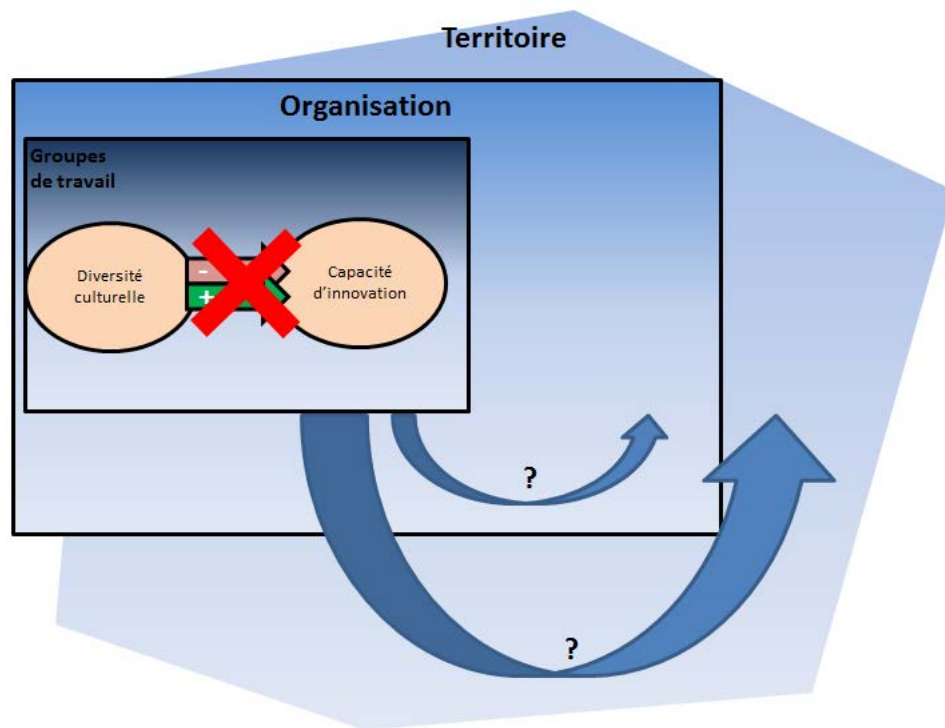 Territoire
Organisation
Groupes
de travail
Diversité
culturelle
-
+
Capacité
d'innovation
?
?